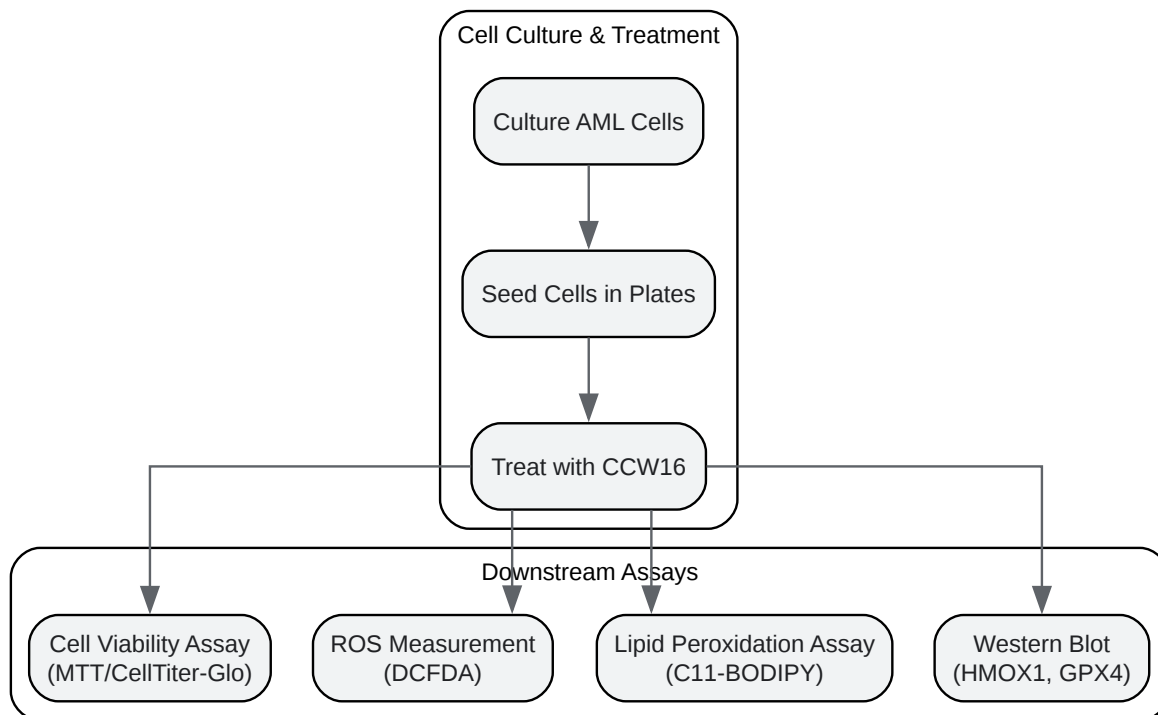 Cell Culture & Treatment
Culture AML Cells
Seed Cells in Plates
Treat with CCW16
Downstream Assays
Cell Viability Assay
(MTT/CellTiter-Glo)
ROS Measurement
(DCFDA)
Lipid Peroxidation Assay
(C11-BODIPY)
Western Blot
(HMOX1, GPX4)